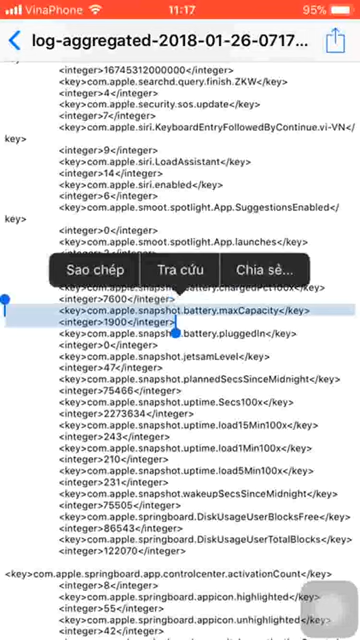 VinaPhone 11:17 95%
log-aggregated-2018-01-26-0717...
<integer>16745312000000</integer>
<key>com.apple.searchd.query.finish.ZKW</key>
<integer>4</integer>
<key>com.apple.security.sos.update</key>
<integer>7</integer>
<key>com.apple.siri.KeyboardEntryFollowedByContinue.vi-VN</
key>
<integer>9</integer>
<key>com.apple.siri.LoadAssistant</key>
<integer>14</integer>
<key>com.apple.siri.enabled</key>
<integer>6</integer>
<key>com.apple.smoot.spotlight.App.SuggestionsEnabled</
key>
<integer>0</integer>
<key>com.apple.smoot.spotlight.App.launches</key>
Sao chép Tra cứu Chia sẻ...
<integer>7600</integer>
<key>com.apple.snapshot.battery.maxCapacity</key>
<integer>1900</integer>
<key>com.apple.snapshot.battery.pluggedIn</key>
<integer>0</integer>
<key>com.apple.snapshot.jetsamLevel</key>
<integer>47</integer>
<key>com.apple.snapshot.plannedSecsSinceMidnight</key>
<integer>75466</integer>
<key>com.apple.snapshot.uptime.Secs100x</key>
<integer>2273634</integer>
<key>com.apple.snapshot.uptime.load15Min100x</key>
<integer>243</integer>
<key>com.apple.snapshot.uptime.load1Min100x</key>
<integer>210</integer>
<key>com.apple.snapshot.uptime.load5Min100x</key>
<integer>231</integer>
<key>com.apple.snapshot.wakeupSecsSinceMidnight</key>
<integer>75505</integer>
<key>com.apple.springboard.DiskUsageUserBlocksFree</key>
<integer>86543</integer>
<key>com.apple.springboard.DiskUsageUserTotalBlocks</key>
<integer>122070</integer>
<key>com.apple.springboard.app.controlcenter.activationCount</key>
<integer>8</integer>
<key>com.apple.springboard.appicon.highlighted</key>
<integer>55</integer>
<key>com.apple.springboard.appicon.unhighlighted</key>
<integer>42</integer>